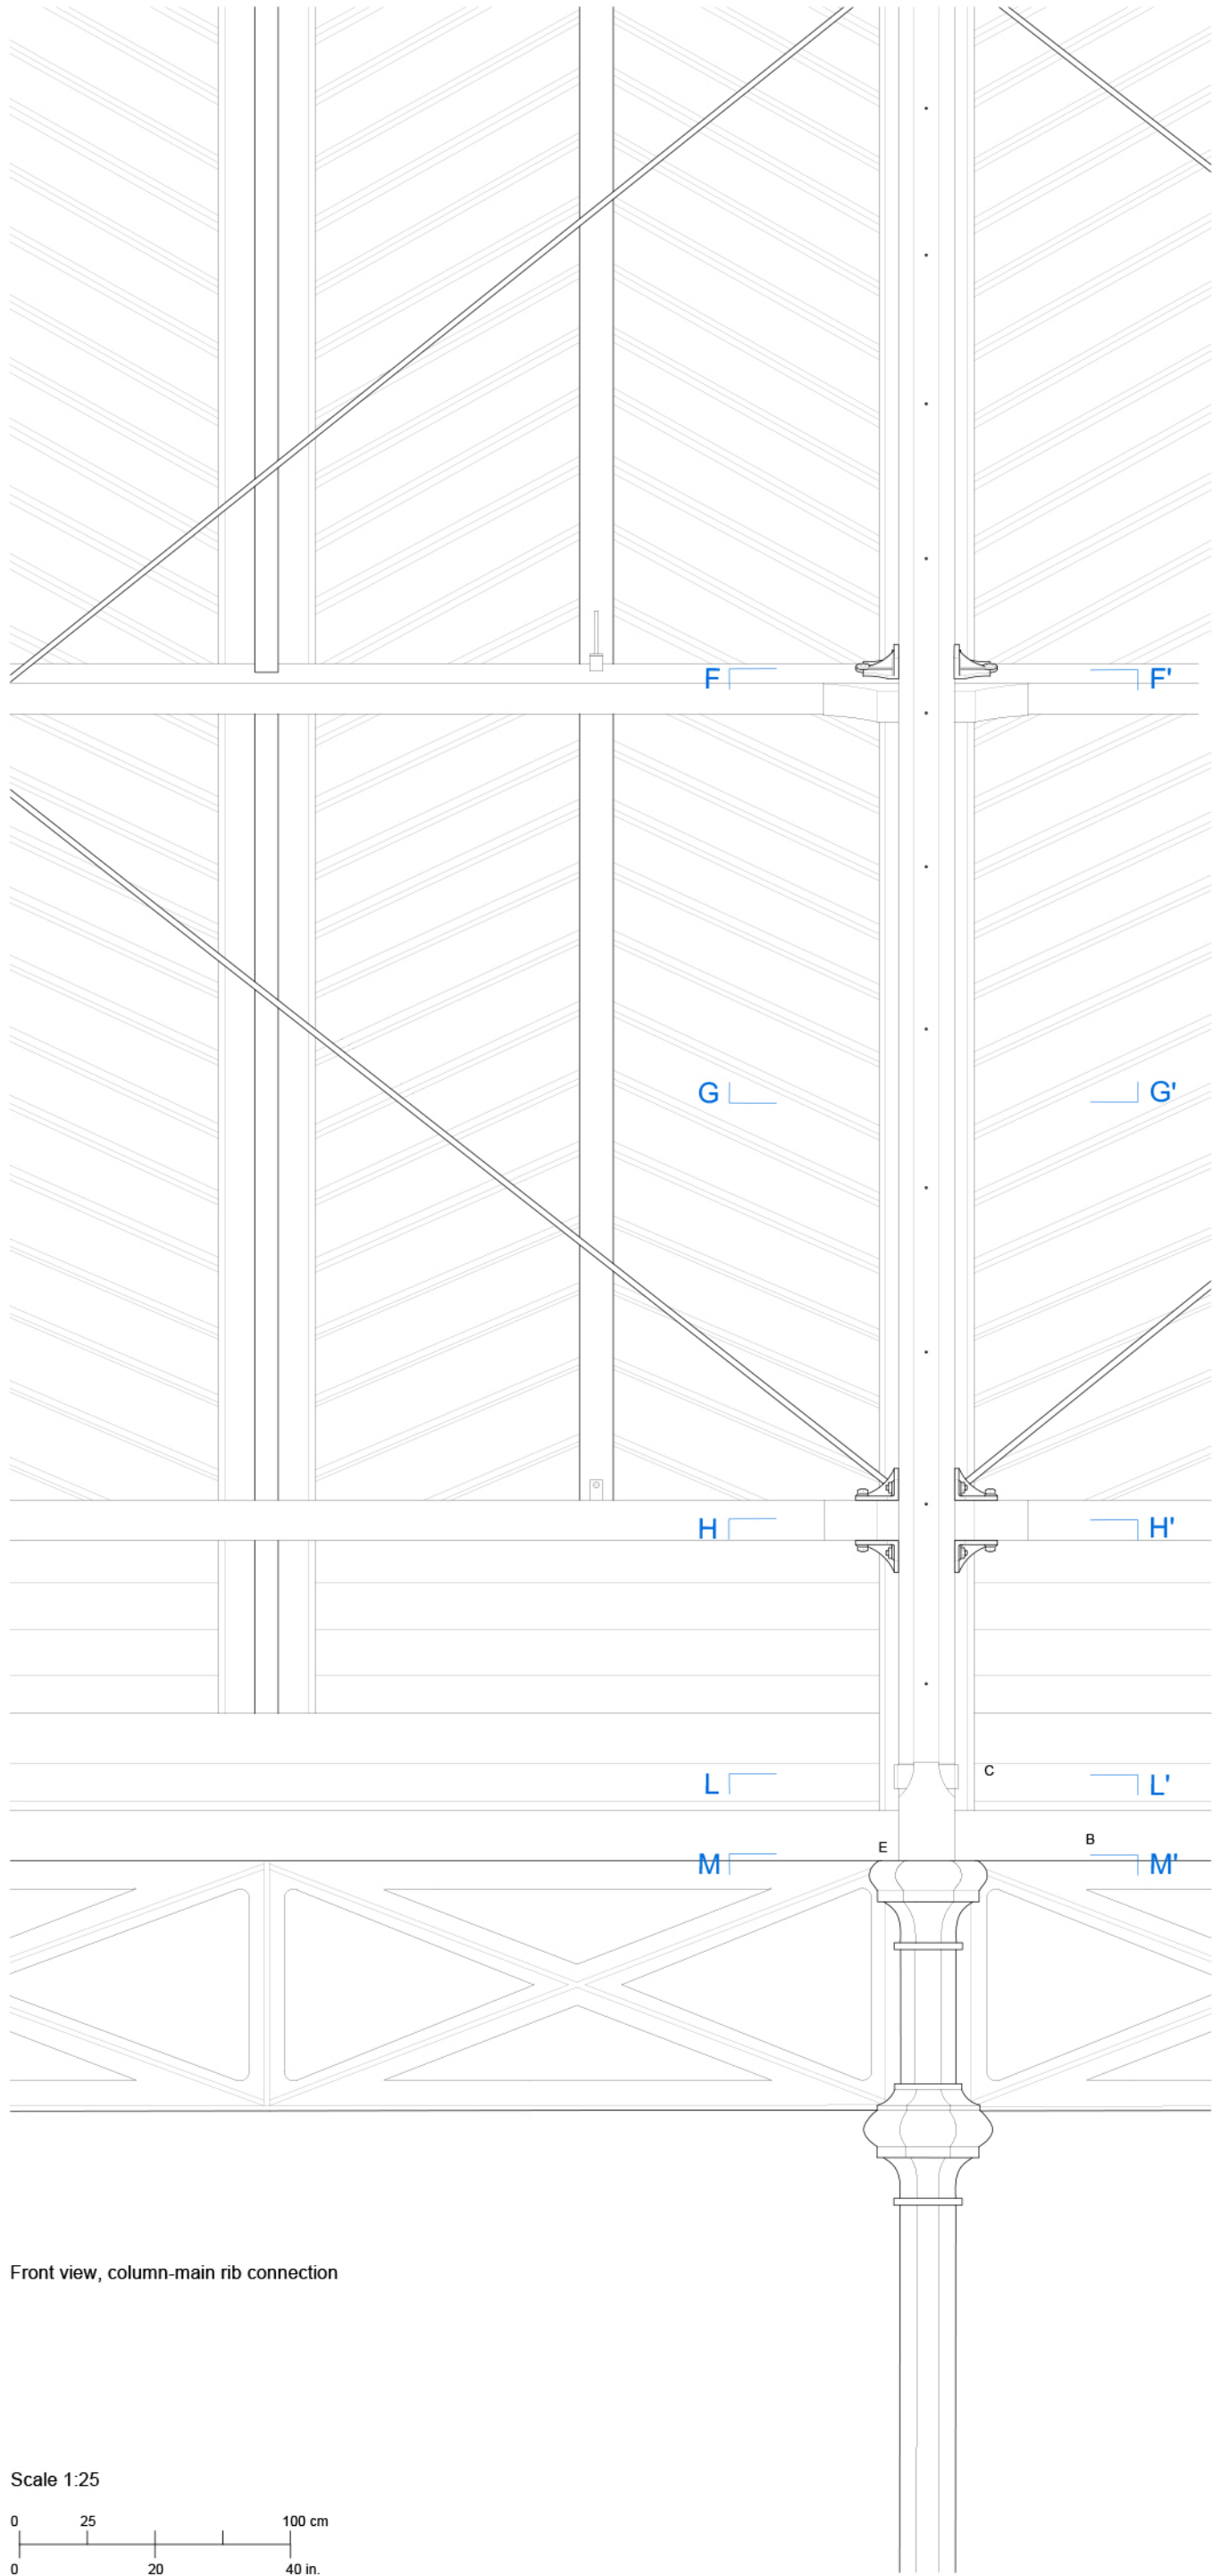 F F'
G G'
H H'
C
L L'
B
E
M M'
Front view, column-main rib connection
Scale 1:25
0 25 100 cm
0 20 40 in.